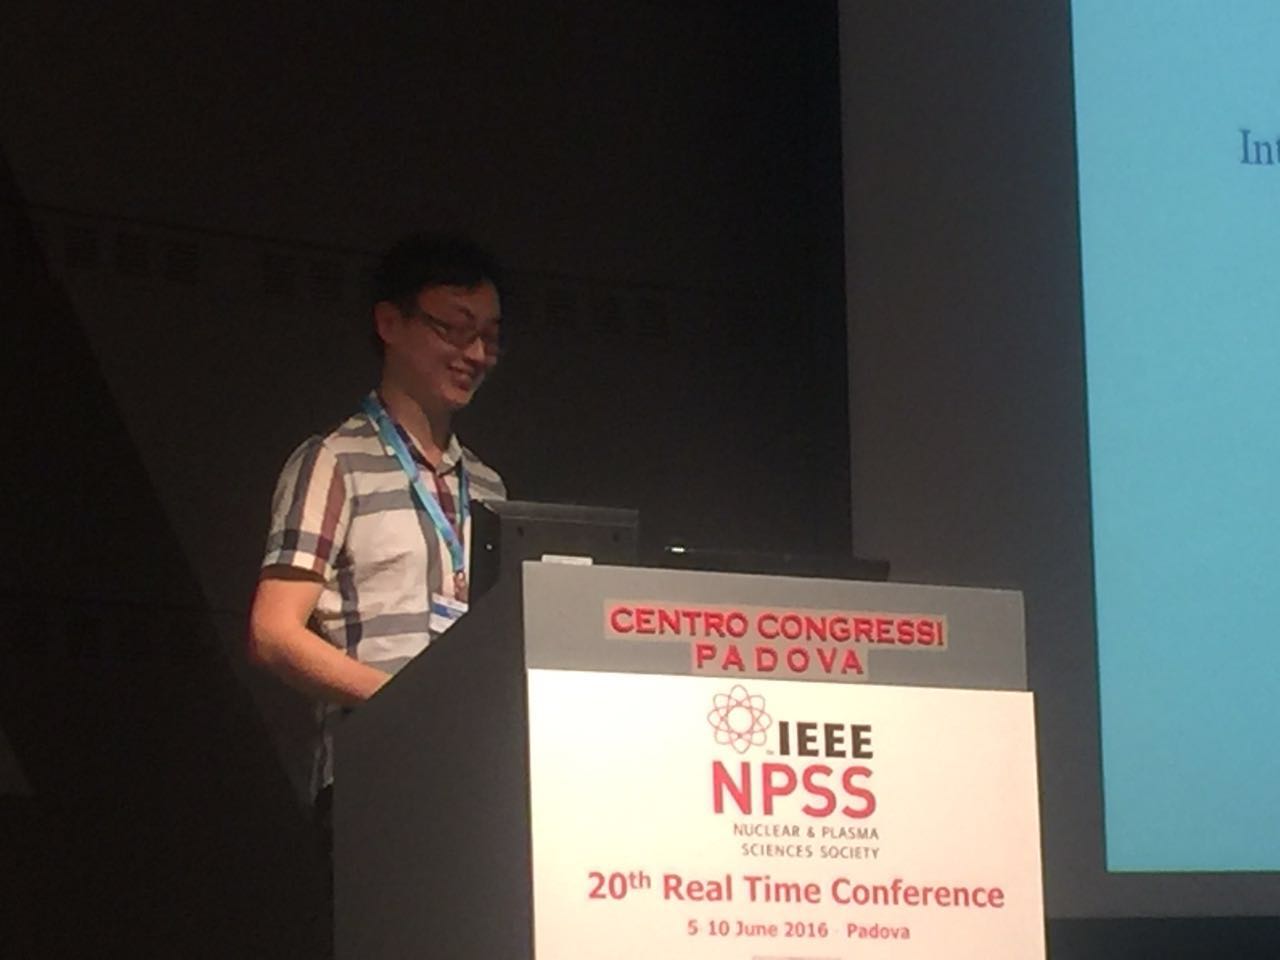 Int
CENTRO CONGRESSI
PADOVA
IEEE
NPSS
NUCLEAR & PLASMA
SCIENCES SOCIETY
20th Real Time Conference
5 10 June 2016 Padova